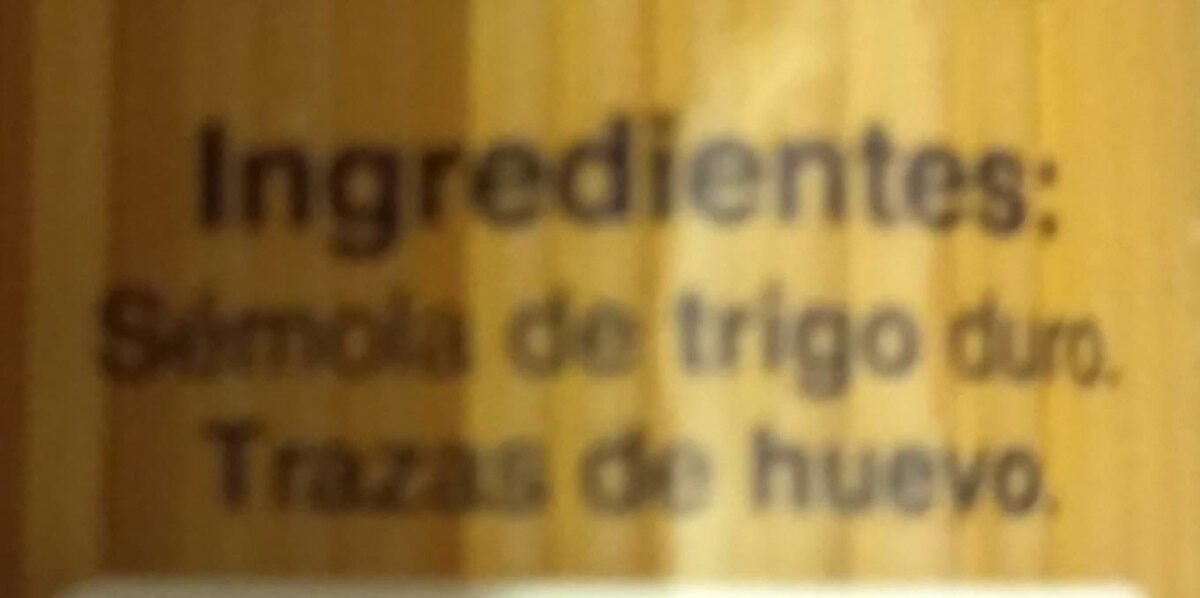 Ingredientes:
Sémola de trigo duro.
Trazas de huevo.